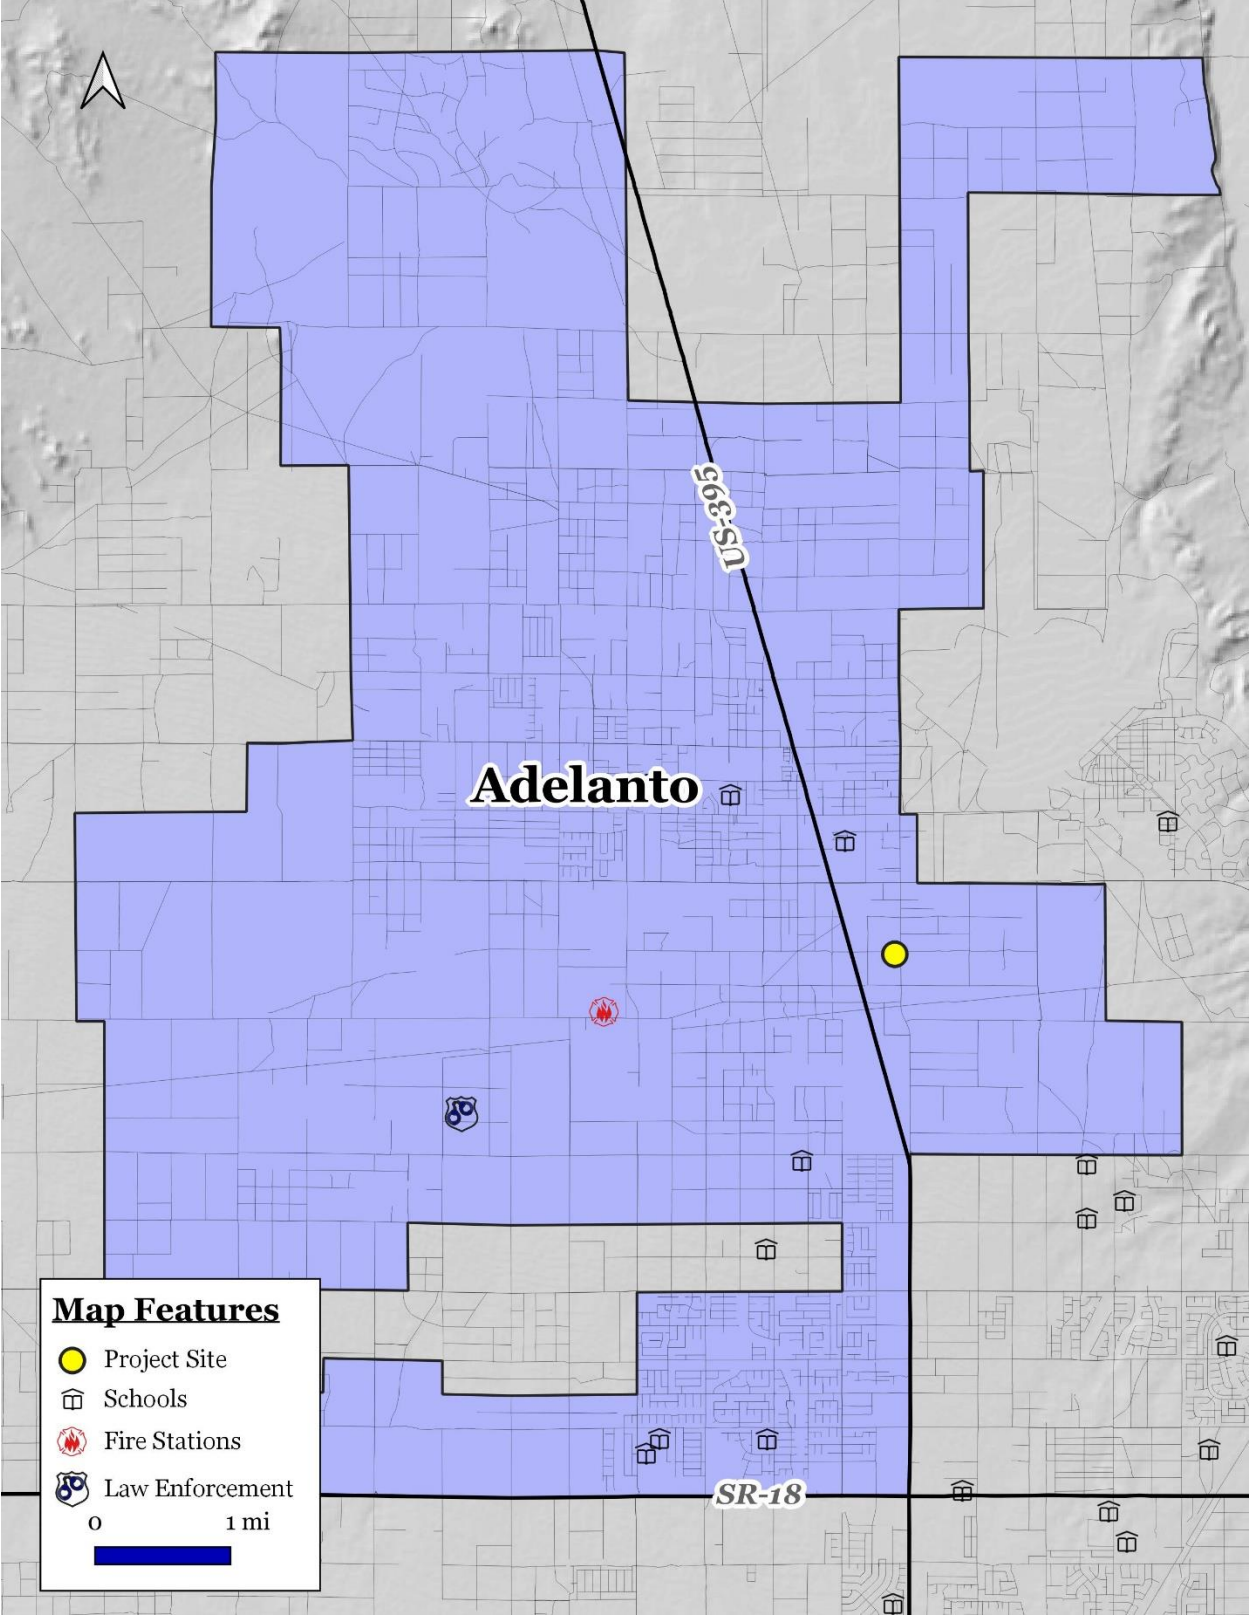 US-395
Adelanto
SR-18
Map Features
Project Site
Schools
Fire Stations
Law Enforcement
0 1 mi